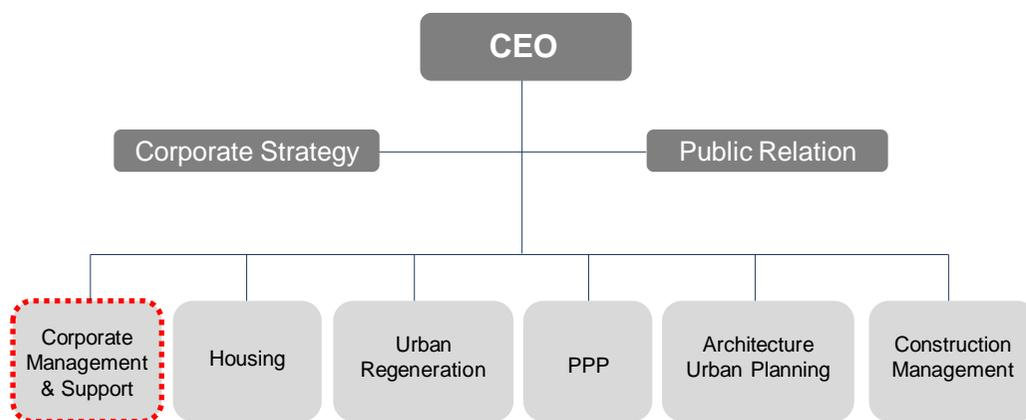 CEO
Corporate Strategy
Public Relation
Corporate
Management
& Support
Housing
Urban
Regeneration
PPP
Architecture
Urban Planning
Construction
Management